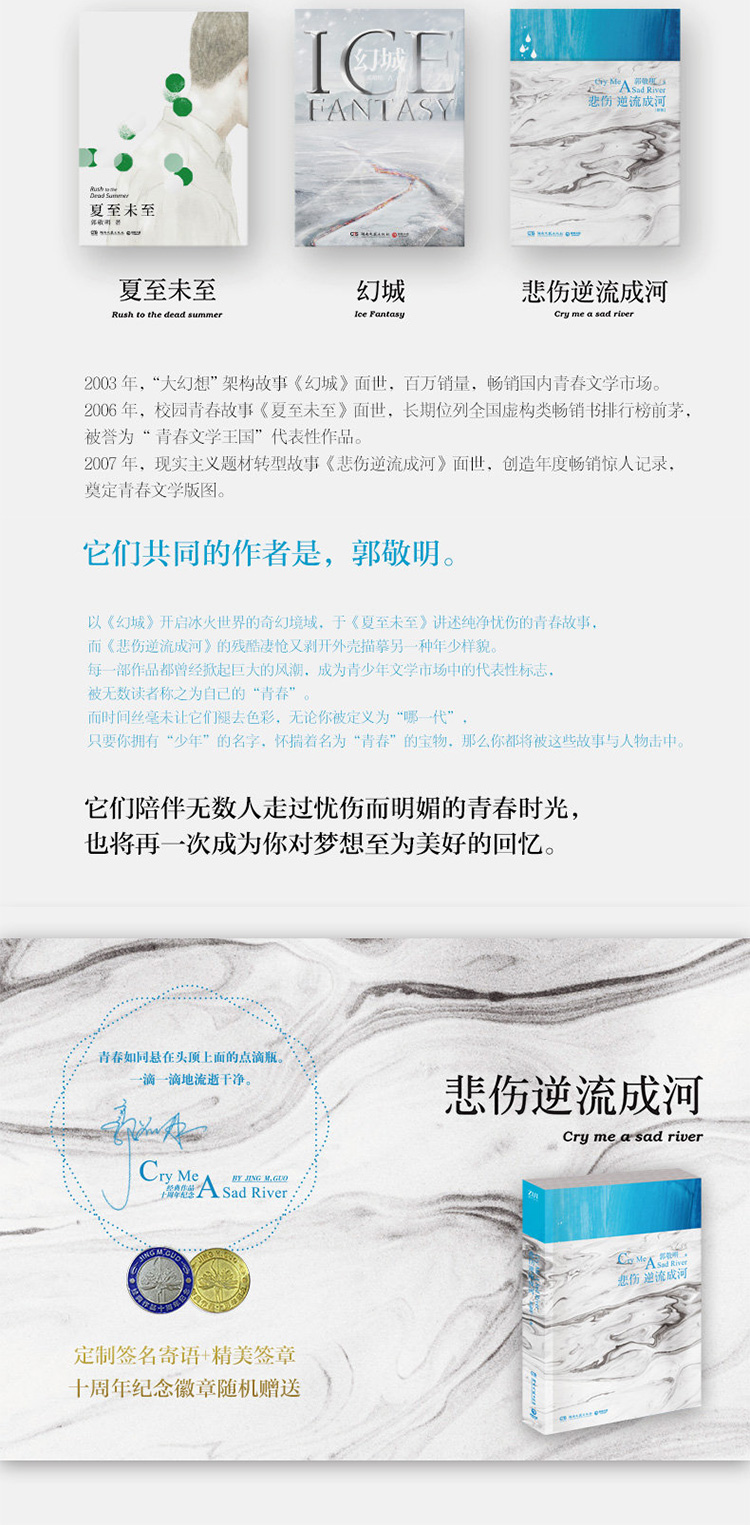 Rush to the
Dead Summer
夏至未至
郭敬明 著
ICE
幻城
FANTASY
Cry Me 郭敬明
A Sad River
悲伤 逆流成河
夏至未至
Rush to the dead summer
幻城
Ice Fantasy
悲伤逆流成河
Cry me a sad river
2003 年，“大幻想”架构故事《幻城》面世，百万销量，畅销国内青春文学市场。
2006 年，校园青春故事《夏至未至》面世，长期位列全国虚构类畅销书排行榜前茅，
被誉为“ 青春文学王国”代表性作品。
2007 年，现实主义题材转型故事《悲伤逆流成河》面世，创造年度畅销惊人记录，
奠定青春文学版图。
它们共同的作者是，郭敬明。
以《幻城》开启冰火世界的奇幻境域，于《夏至未至》讲述纯净忧伤的青春故事，
而《悲伤逆流成河》的残酷凄怆又剥开外壳描摹另一种年少样貌。
每一部作品都曾经掀起巨大的风潮，成为青少年文学市场中的代表性标志，
被无数读者称之为自己的“青春”。
而时间丝毫未让它们褪去色彩，无论你被定义为“哪一代”，
只要你拥有“少年”的名字，怀揣着名为“青春”的宝物，那么你都将被这些故事与人物击中。
它们陪伴无数人走过忧伤而明媚的青春时光，
也将再一次成为你对梦想至为美好的回忆。
青春如同悬在头顶上面的点滴瓶。
一滴一滴地流逝干净。
Cry Me BY JING M.GUO
经典作品
十周年纪念 A Sad River
JING M. GUO
经典作品十周年纪念
JING M. GUO
定制签名寄语+精美签章
十周年纪念徽章随机赠送
悲伤逆流成河
Cry me a sad river
Cry Me 郭敬明
A Sad River
悲伤 逆流成河